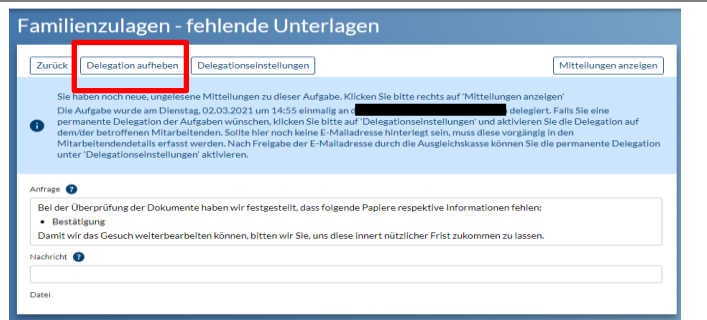 Familienzulagen - fehlende Unterlagen
Zurück Delegation aufheben Delegationseinstellungen Mitteilungen anzeigen
Sie haben noch neue, ungelesene Mitteilungen zu dieser Aufgabe. Klicken Sie bitte rechts auf 'Mitteilungen anzeigen'
Die Aufgabe wurde am Dienstag, 02.03.2021 um 14:55 einmalig an delegiert. Falls Sie eine
permanente Delegation der Aufgaben wünschen, klicken Sie bitte auf 'Delegationseinstellungen' und aktivieren Sie die Delegation auf
dem/der betroffenen Mitarbeitenden. Sollte hier noch keine E-Mailadresse hinterlegt sein, muss diese vorgängig in den
Mitarbeitendendetails erfasst werden. Nach Freigabe der E-Mailadresse durch die Ausgleichskasse können Sie die permanente Delegation
unter 'Delegationseinstellungen' aktivieren.
Anfrage ?
Bei der Überprüfung der Dokumente haben wir festgestellt, dass folgende Papiere respektive Informationen fehlen:
• Bestätigung
Damit wir das Gesuch weiterbearbeiten können, bitten wir Sie, uns diese innert nützlicher Frist zukommen zu lassen.
Nachricht ?
Datei